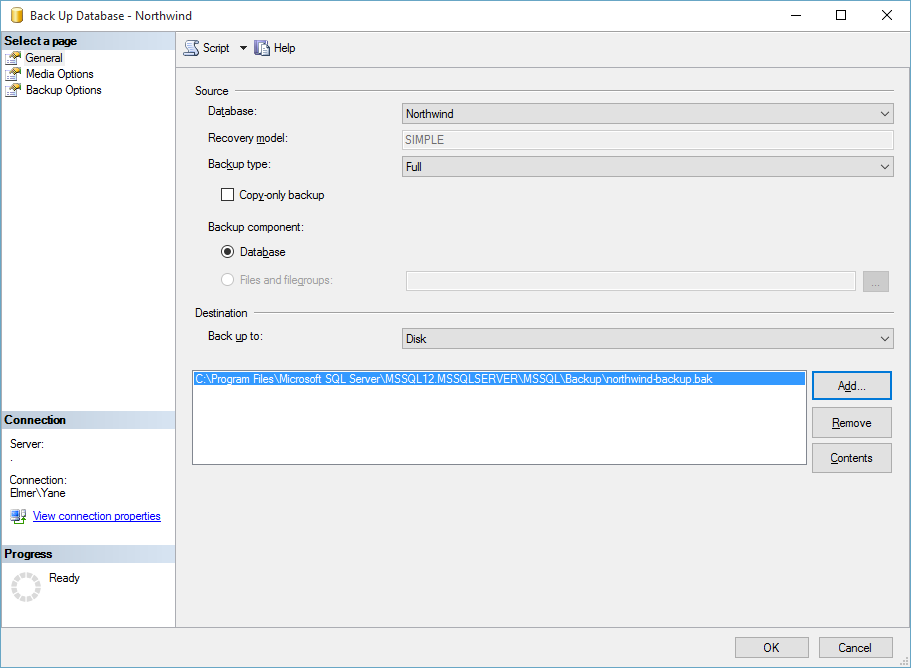 Back Up Database - Northwind
Select a page
General
Media Options
Backup Options
Script
Help
Source
Database:
Northwind
Recovery model:
SIMPLE
Backup type:
Full
Copy-only backup
Backup component:
Database
Files and filegroups:
...
Destination
Back up to:
Disk
C:\Program Files\Microsoft SQL Server\MSSQL12.MSSQLSERVER\MSSQL\Backup\northwind-backup.bak
Add...
Remove
Contents
Connection
Server:
.
Connection:
Elmer\Yane
View connection properties
Progress
Ready
OK
Cancel